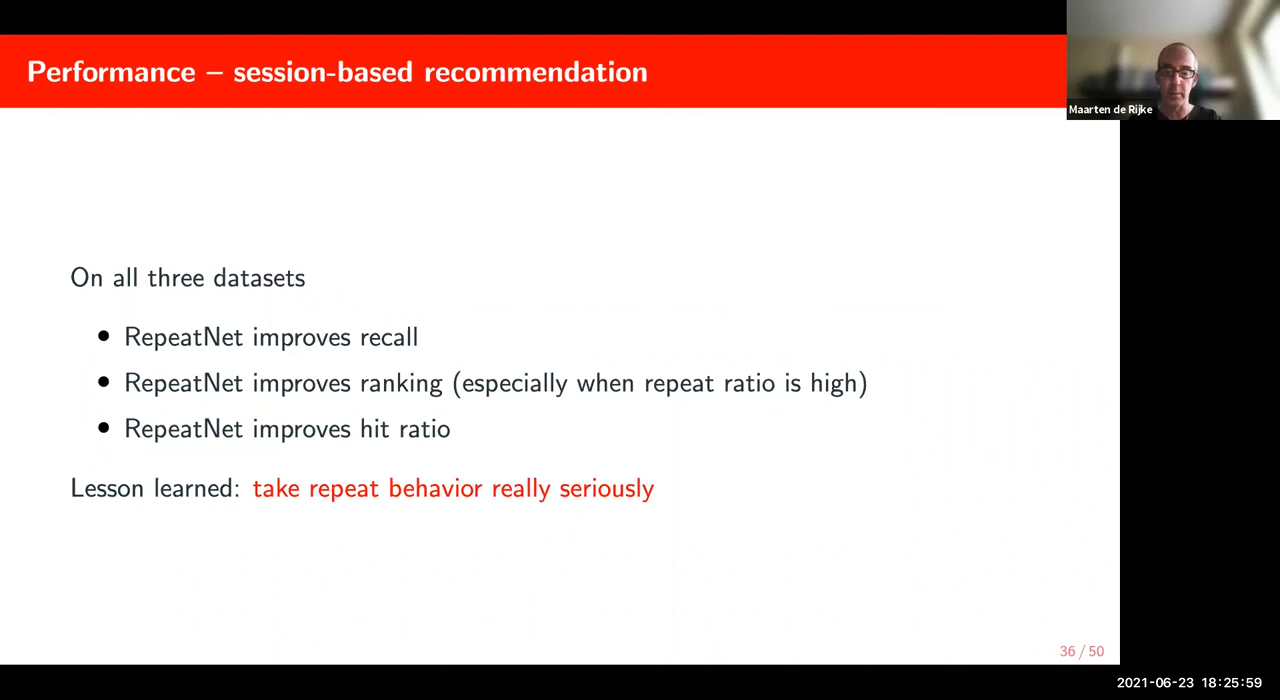 Performance – session-based recommendation
Maarten de Rijke
On all three datasets
• RepeatNet improves recall
• RepeatNet improves ranking (especially when repeat ratio is high)
• RepeatNet improves hit ratio
Lesson learned: take repeat behavior really seriously
36 / 50
2021-06-23 18:25:59